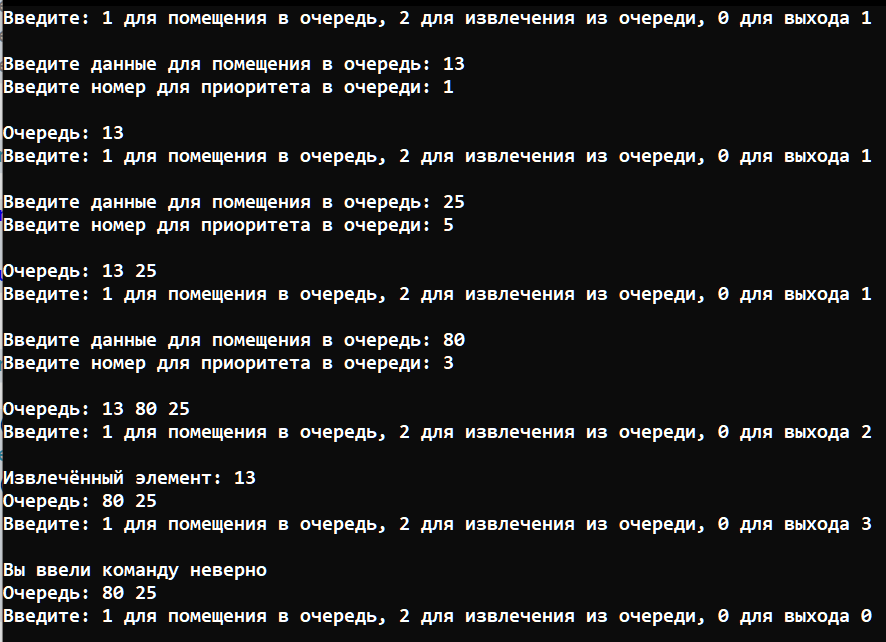 Введите: 1 для помещения в очередь, 2 для извлечения из очереди, 0 для выхода 1
Введите данные для помещения в очередь: 13
Введите номер для приоритета в очереди: 1
Очередь: 13
Введите: 1 для помещения в очередь, 2 для извлечения из очереди, 0 для выхода 1
Введите данные для помещения в очередь: 25
Введите номер для приоритета в очереди: 5
Очередь: 13 25
Введите: 1 для помещения в очередь, 2 для извлечения из очереди, 0 для выхода 1
Введите данные для помещения в очередь: 80
Введите номер для приоритета в очереди: 3
Очередь: 13 80 25
Введите: 1 для помещения в очередь, 2 для извлечения из очереди, 0 для выхода 2
Извлечённый элемент: 13
Очередь: 80 25
Введите: 1 для помещения в очередь, 2 для извлечения из очереди, 0 для выхода 3
Вы ввели команду неверно
Очередь: 80 25
Введите: 1 для помещения в очередь, 2 для извлечения из очереди, 0 для выхода 0